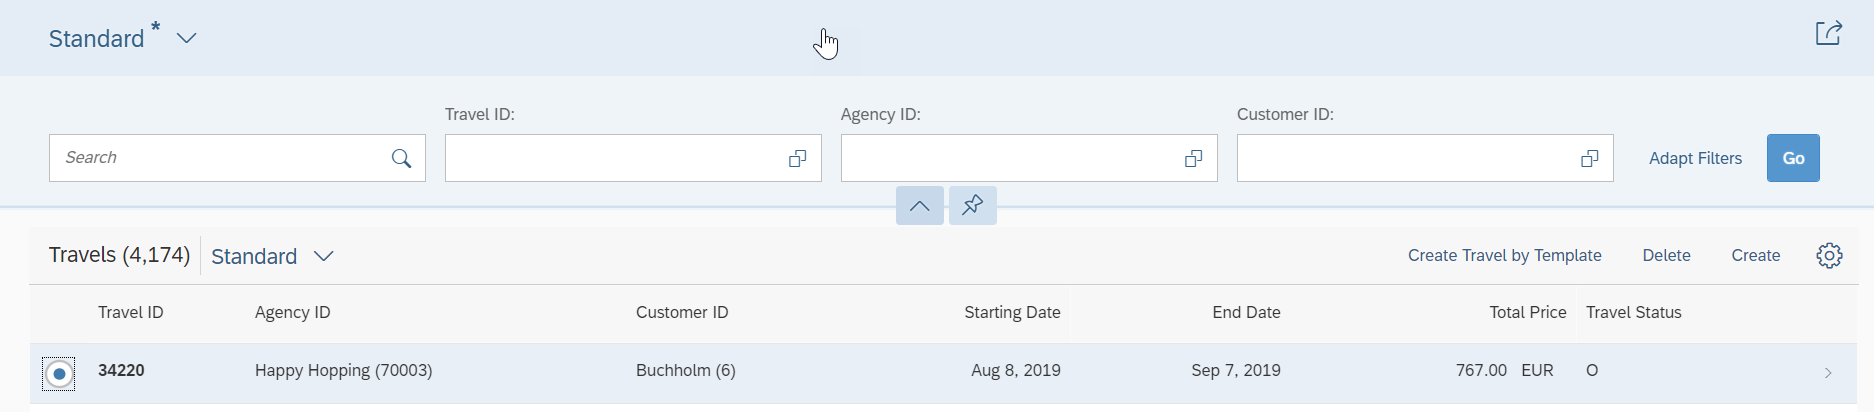 Standard *
Travel ID: Agency ID: Customer ID:
Search Adapt Filters Go
Travels (4,174) Standard Create Travel by Template Delete Create
Travel ID Agency ID Customer ID Starting Date End Date Total Price Travel Status
34220 Happy Hopping (70003) Buchholm (6) Aug 8, 2019 Sep 7, 2019 767.00 EUR O